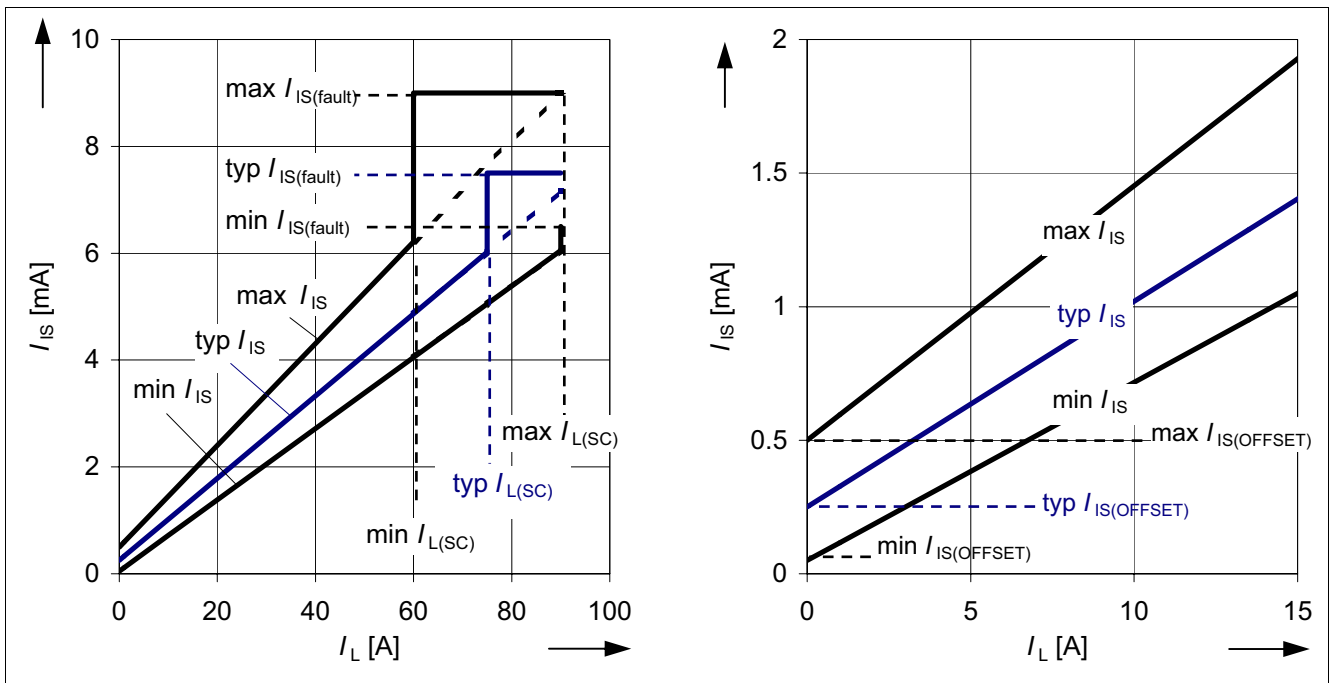 10
8
6
4
2
0
I IS [mA]
max I IS(fault)
typ I IS(fault)
min I IS(fault)
max I IS
typ I IS
min I IS
max I L(SC)
typ I L(SC)
min I L(SC)
0 20 40 60 80 100
I L [A]
2
1.5
1
0.5
0
I IS [mA]
max I IS
typ I IS
min I IS
max I IS(OFFSET)
typ I IS(OFFSET)
min I IS(OFFSET)
0 5 10 15
I L [A]